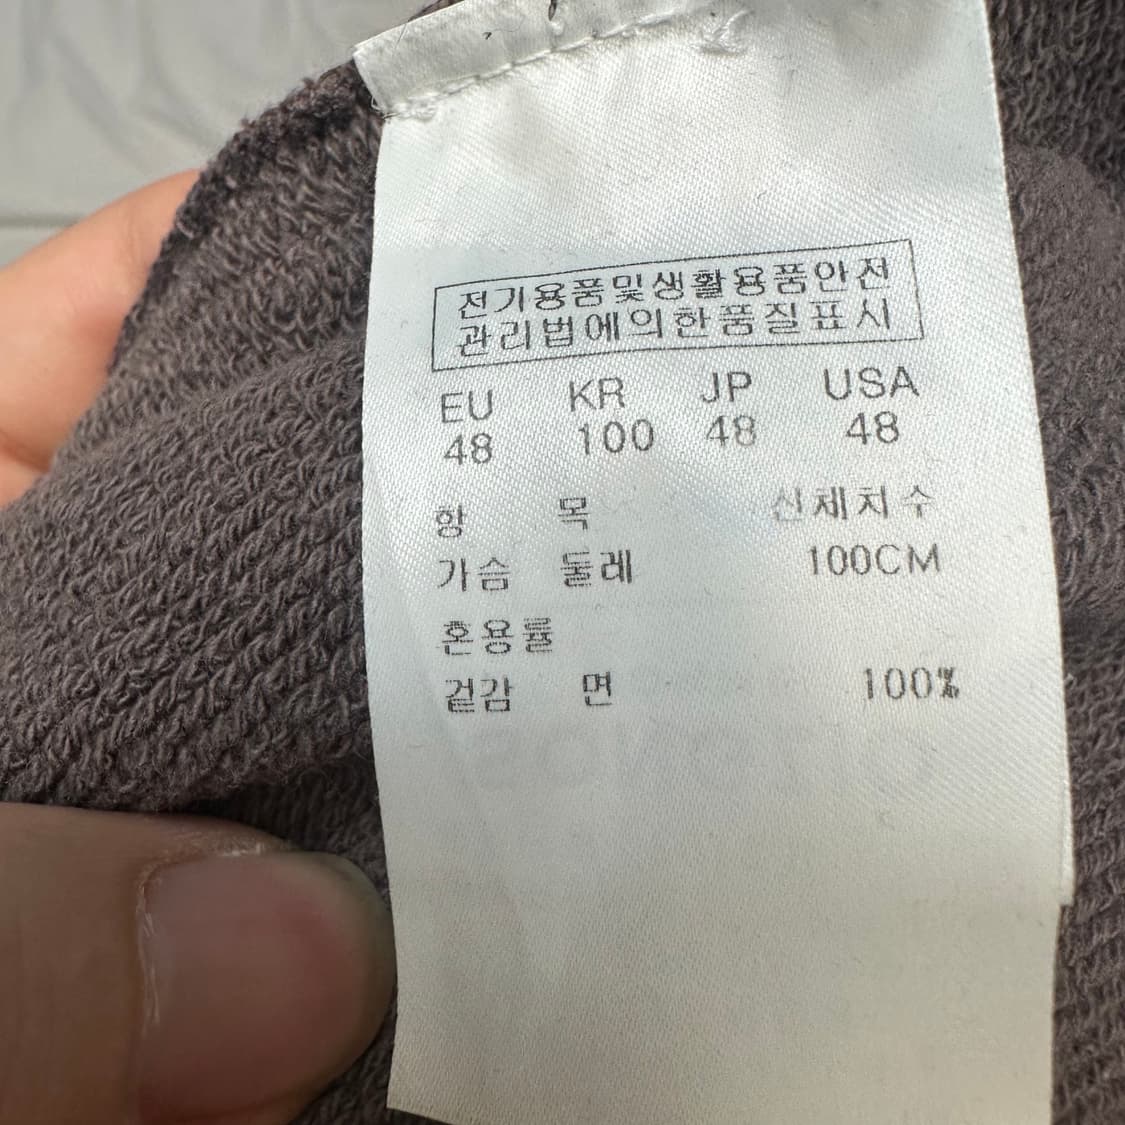 전기용품및생활용품안전
관리법에의한품질표시
EU KR JP USA
48 100 48 48
항 목 신체치수
가슴 둘레 100CM
혼용률
겉감 면 100%